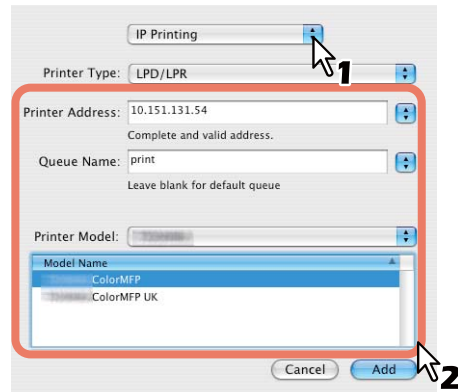 IP Printing
1
Printer Type: LPD/LPR
Printer Address: 10.151.131.54
Complete and valid address.
Queue Name: print
Leave blank for default queue
Printer Model:
Model Name
ColorMFP
ColorMFP UK
Cancel Add
2